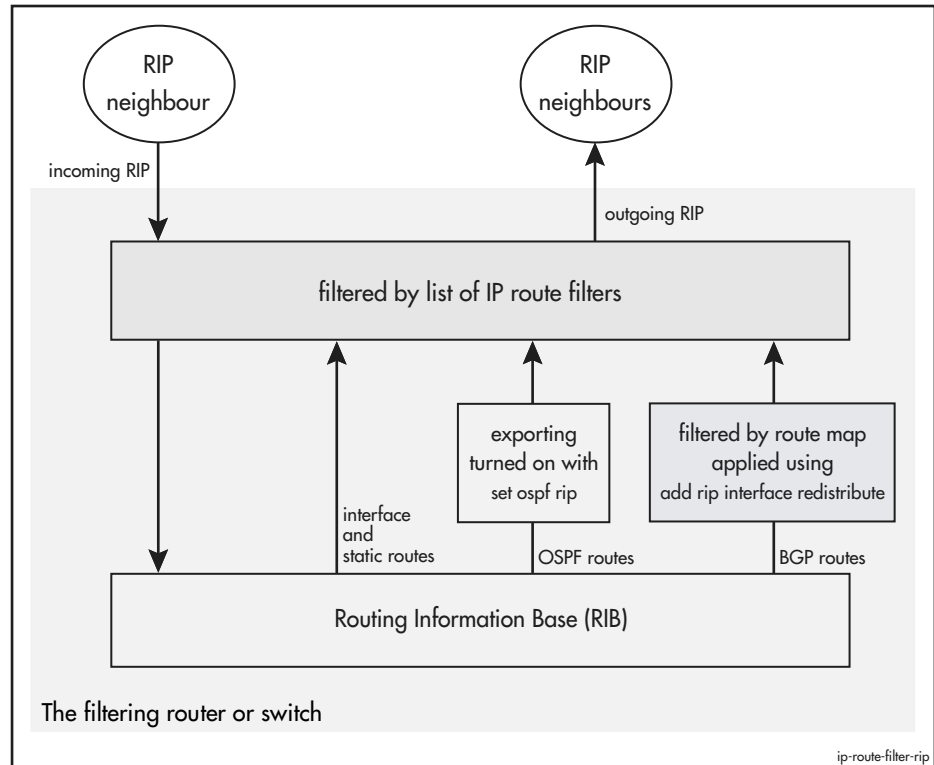 RIP
neighbour
RIP
neighbours
incoming RIP
outgoing RIP
filtered by list of IP route filters
exporting
turned on with
set ospf rip
filtered by route map
applied using
add rip interface redistribute
interface
and
static routes
OSPF routes
BGP routes
Routing Information Base (RIB)
The filtering router or switch
ip-route-filter-rip